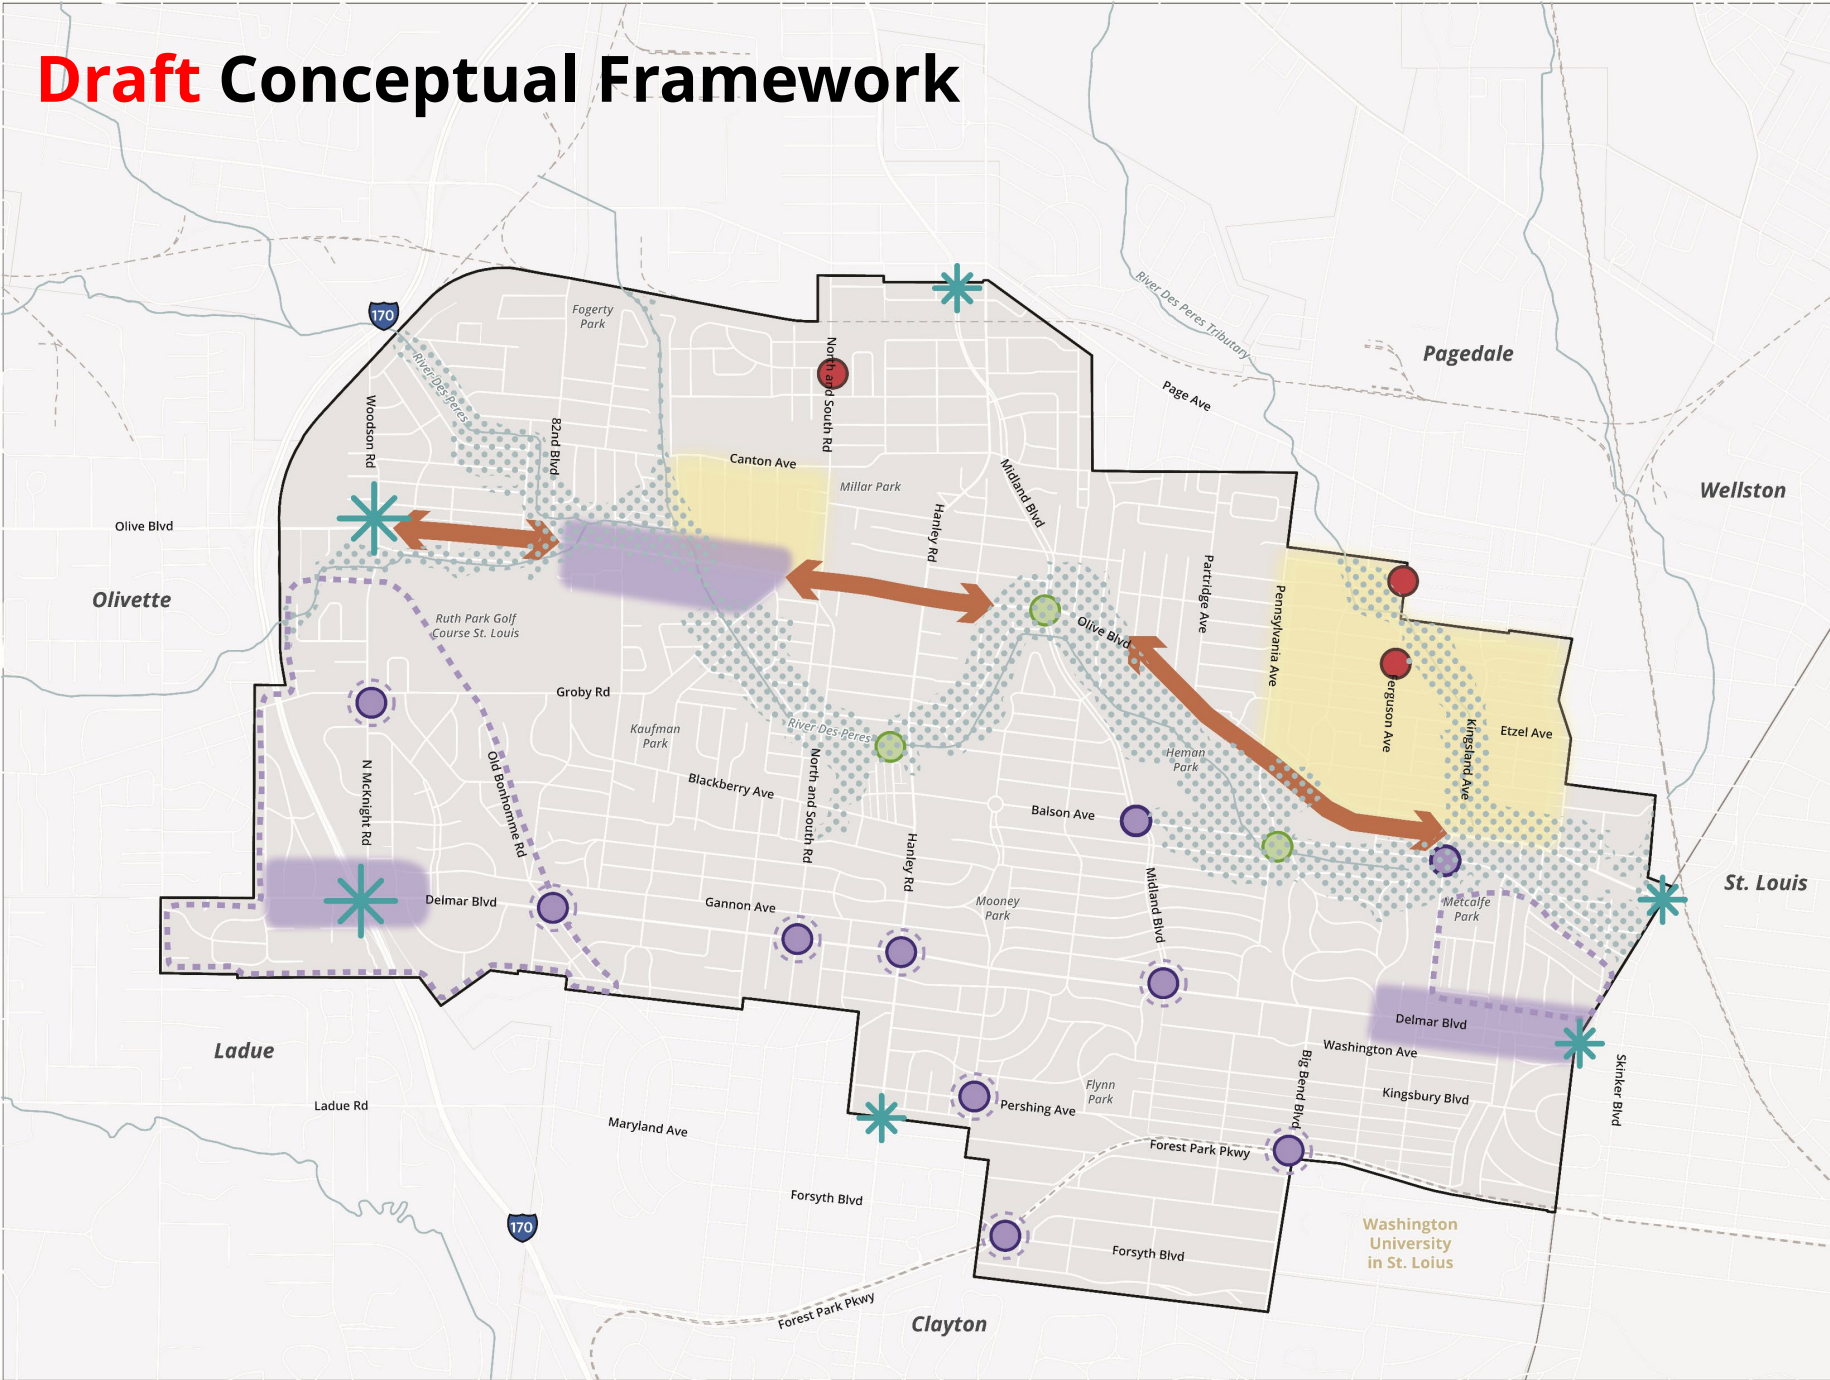 Draft Conceptual Framework
170
Fogerty
Park
River Des Peres Tributary
Pagedale
North and South Rd
River Des Peres
Page Ave
Woodson Rd
82nd Blvd
Canton Ave
Millar Park
Midland Blvd
Wellston
Olive Blvd
Hanley Rd
Partridge Ave
Pennsylvania Ave
Olivette
Ruth Park Golf
Course St. Louis
Olive Blvd
Ferguson Ave
Groby Rd
Kaufman
Park
River Des Peres
Heman
Park
Kingsland Ave
Etzel Ave
N McKnight Rd
Old Bonhomme Rd
Blackberry Ave
North and South Rd
Balson Ave
Hanley Rd
Midland Blvd
St. Louis
Delmar Blvd
Gannon Ave
Mooney
Park
Metcalfe
Park
Delmar Blvd
Washington Ave
Ladue
Big Bend Blvd
Skinker Blvd
Ladue Rd
Maryland Ave
Pershing Ave
Flynn
Park
Kingsbury Blvd
Forest Park Pkwy
Forsyth Blvd
170
Forsyth Blvd
Washington
University
in St. Loius
Forest Park Pkwy
Clayton